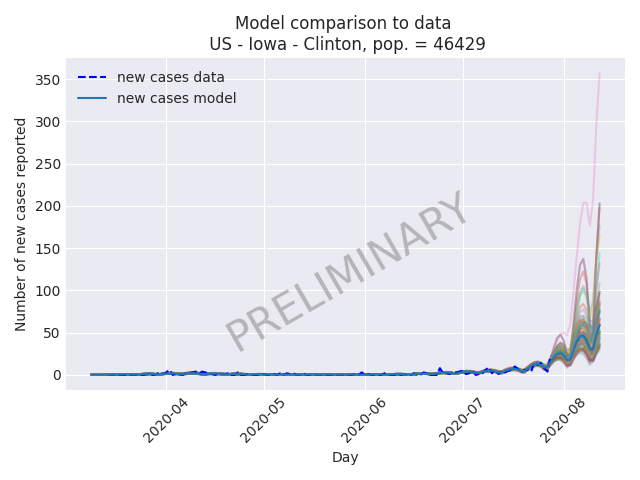 Model comparison to data
US - Iowa - Clinton, pop. = 46429
new cases data
new cases model
350
300
250
200
150
100
50
0
Number of new cases reported
PRELIMINARY
2020-04
2020-05
2020-06
2020-07
2020-08
Day